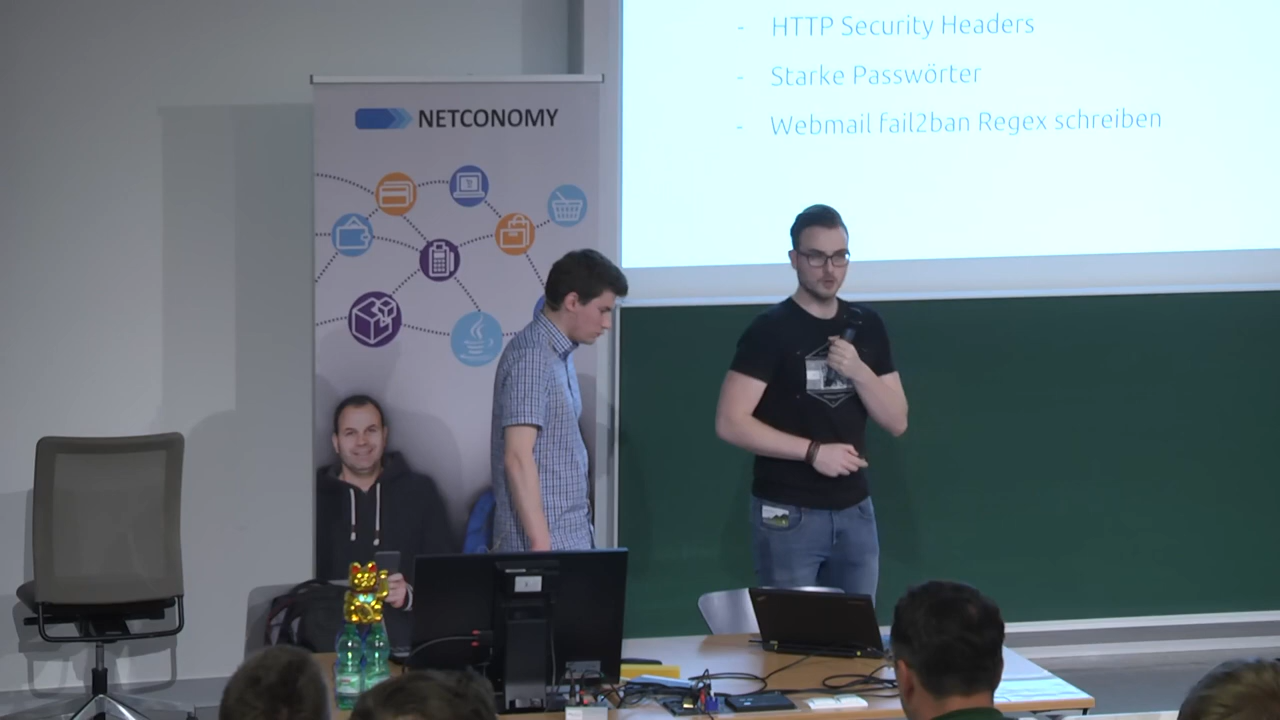 - HTTP Security Headers
- Starke Passwörter
- Webmail fail2ban Regex schreiben
NETCONOMY